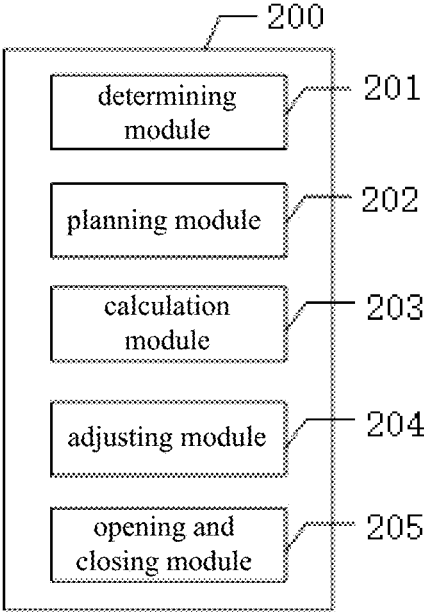 200
determining
module
201
planning module
202
calculation
module
203
adjusting module
204
opening and
closing module
205